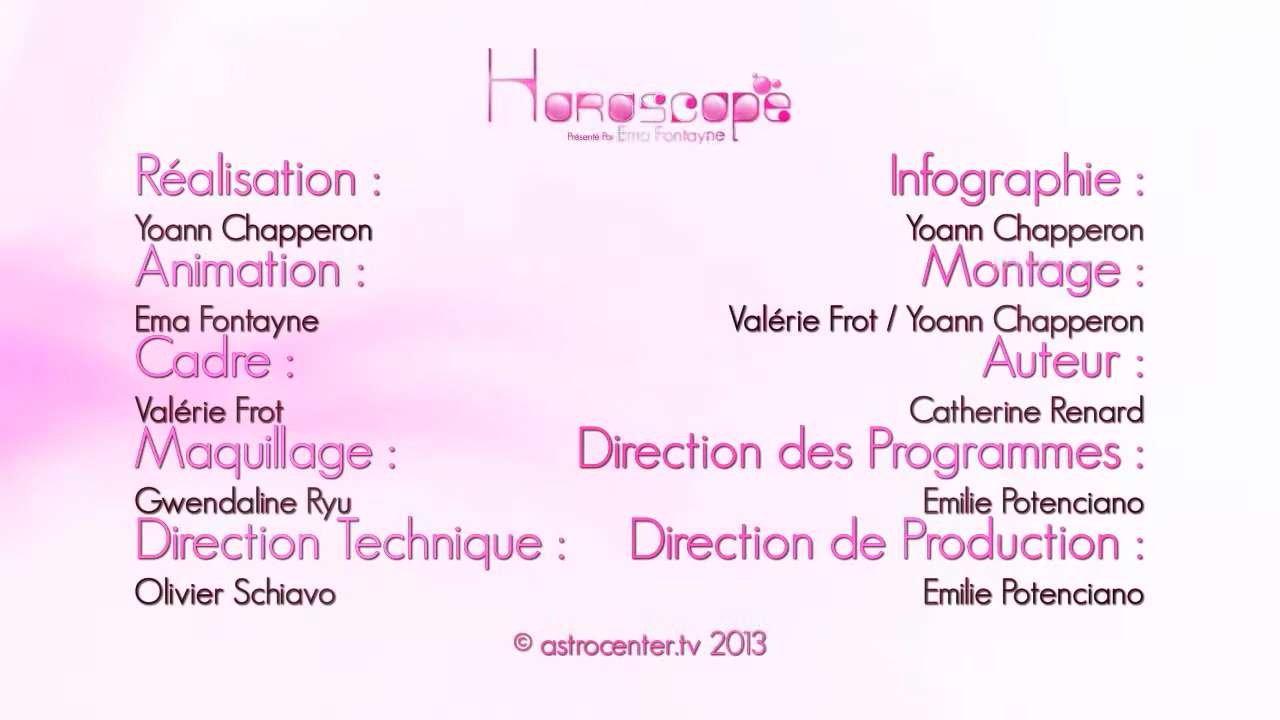 Horoscope
Présenté Par Ema Fontayne
Réalisation :
Yoann Chapperon
Animation :
Ema Fontayne
Cadre :
Valérie Frot
Maquillage :
Gwendaline Ryu
Direction Technique :
Olivier Schiavo
Infographie :
Yoann Chapperon
Montage :
Valérie Frot / Yoann Chapperon
Auteur :
Catherine Renard
Direction des Programmes :
Emilie Potenciano
Direction de Production :
Emilie Potenciano
© astrocenter.tv 2013